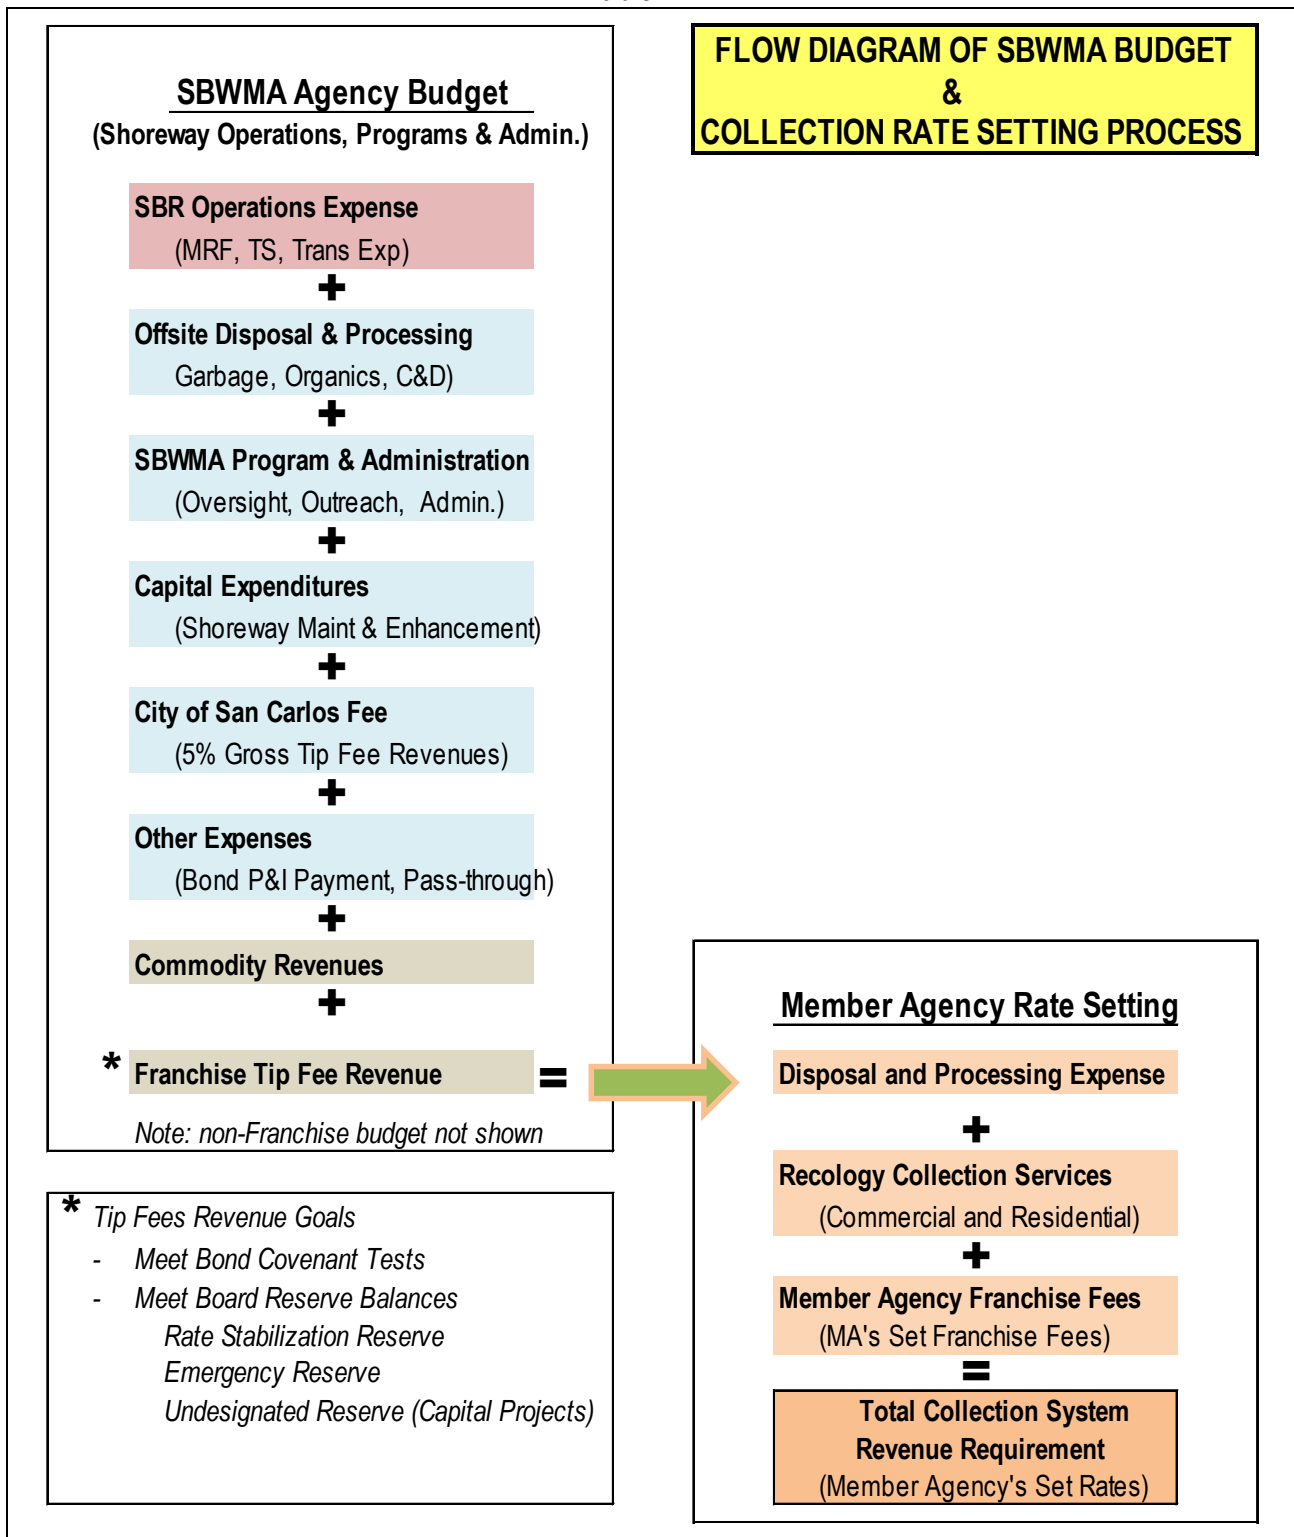 FLOW DIAGRAM OF SBWMA BUDGET
&
COLLECTION RATE SETTING PROCESS
SBWMA Agency Budget
(Shoreway Operations, Programs & Admin.)
SBR Operations Expense
(MRF, TS, Trans Exp)
+
Offsite Disposal & Processing
Garbage, Organics, C&D)
+
SBWMA Program & Administration
(Oversight, Outreach, Admin.)
+
Capital Expenditures
(Shoreway Maint & Enhancement)
+
City of San Carlos Fee
(5% Gross Tip Fee Revenues)
+
Other Expenses
(Bond P&I Payment, Pass-through)
+
Commodity Revenues
+
* Franchise Tip Fee Revenue =
Note: non-Franchise budget not shown
* Tip Fees Revenue Goals
- Meet Bond Covenant Tests
- Meet Board Reserve Balances
Rate Stabilization Reserve
Emergency Reserve
Undesignated Reserve (Capital Projects)
Member Agency Rate Setting
Disposal and Processing Expense
+
Recology Collection Services
(Commercial and Residential)
+
Member Agency Franchise Fees
(MA's Set Franchise Fees)
=
Total Collection System
Revenue Requirement
(Member Agency's Set Rates)